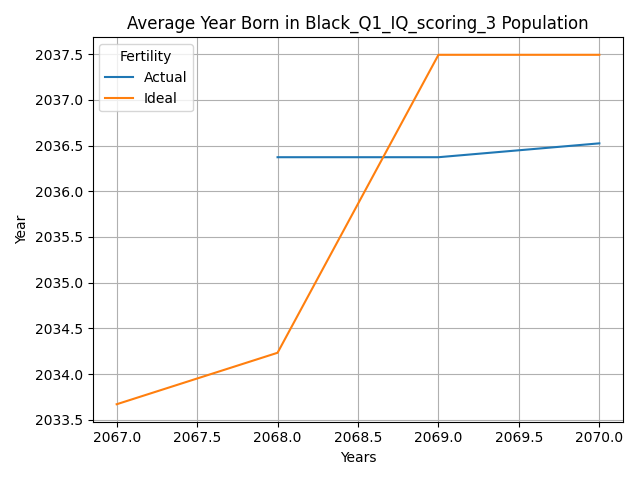 Average Year Born in Black_Q1_IQ_scoring_3 Population
Fertility
Actual
Ideal
2037.5
2037.0
2036.5
2036.0
2035.5
2035.0
2034.5
2034.0
2033.5
Year
2067.0 2067.5 2068.0 2068.5 2069.0 2069.5 2070.0
Years